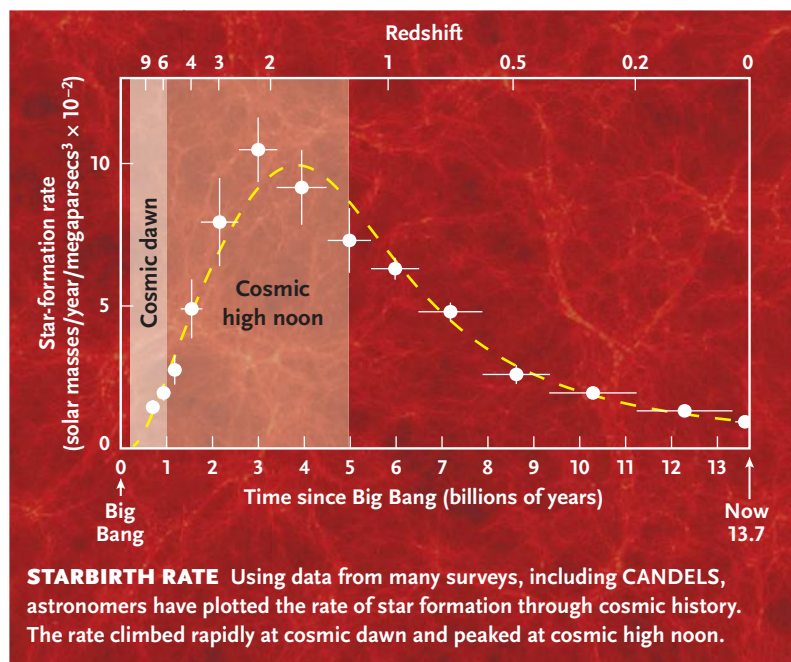 Redshift
9 6 4 3 2 1 0.5 0.2 0
Star-formation rate
(solar masses/year/megaparsecs³ × 10⁻²)
10
5
0
Cosmic dawn
Cosmic
high noon
0 1 2 3 4 5 6 7 8 9 10 11 12 13
Time since Big Bang (billions of years)
Big
Bang
Now
13.7
STARBIRTH RATE Using data from many surveys, including CANDELS,
astronomers have plotted the rate of star formation through cosmic history.
The rate climbed rapidly at cosmic dawn and peaked at cosmic high noon.